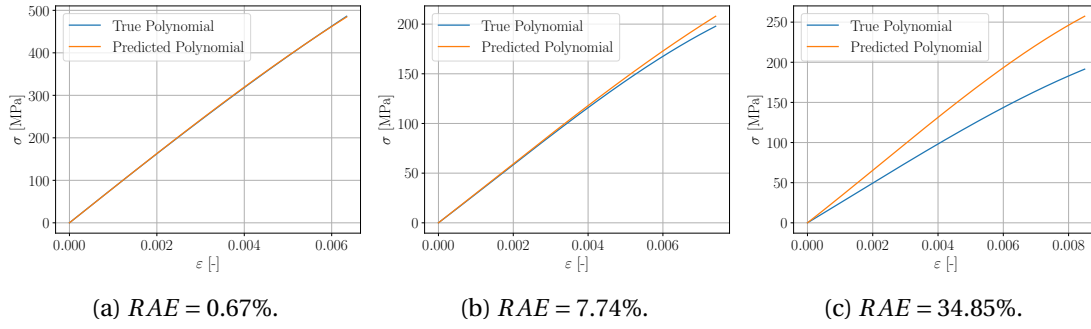 500
400
300
200
100
0
σ [MPa]
True Polynomial
Predicted Polynomial
0.000 0.002 0.004 0.006
ε [-]
(a) RAE = 0.67%.
200
150
100
50
0
σ [MPa]
True Polynomial
Predicted Polynomial
0.000 0.002 0.004 0.006
ε [-]
(b) RAE = 7.74%.
250
200
150
100
50
0
σ [MPa]
True Polynomial
Predicted Polynomial
0.000 0.002 0.004 0.006 0.008
ε [-]
(c) RAE = 34.85%.